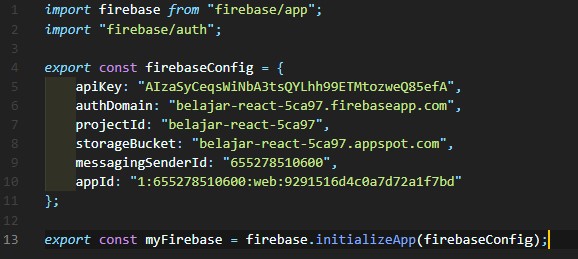 1 import firebase from "firebase/app";
2 import "firebase/auth";
3
4 export const firebaseConfig = {
5 apiKey: "AIzaSyCeqsWiNbA3tsQYLhh99ETMtozweQ85efA",
6 authDomain: "belajar-react-5ca97.firebaseapp.com",
7 projectId: "belajar-react-5ca97",
8 storageBucket: "belajar-react-5ca97.appspot.com",
9 messagingSenderId: "655278510600",
10 appId: "1:655278510600:web:9291516d4c0a7d72a1f7bd"
11 };
12
13 export const myFirebase = firebase.initializeApp(firebaseConfig);